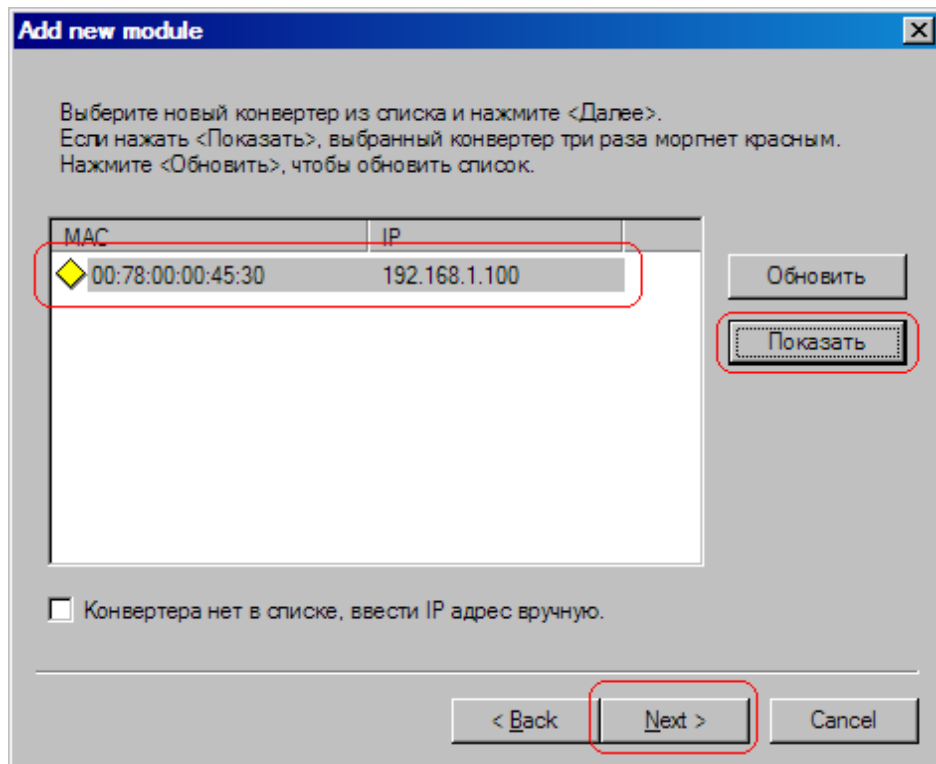 Add new module
Выберите новый конвертер из списка и нажмите <Далее>.
Если нажать <Показать>, выбранный конвертер три раза моргнет красным.
Нажмите <Обновить>, чтобы обновить список.
MAC IP
00:78:00:00:45:30 192.168.1.100
Обновить
Показать
Конвертера нет в списке, ввести IP адрес вручную.
< Back Next > Cancel